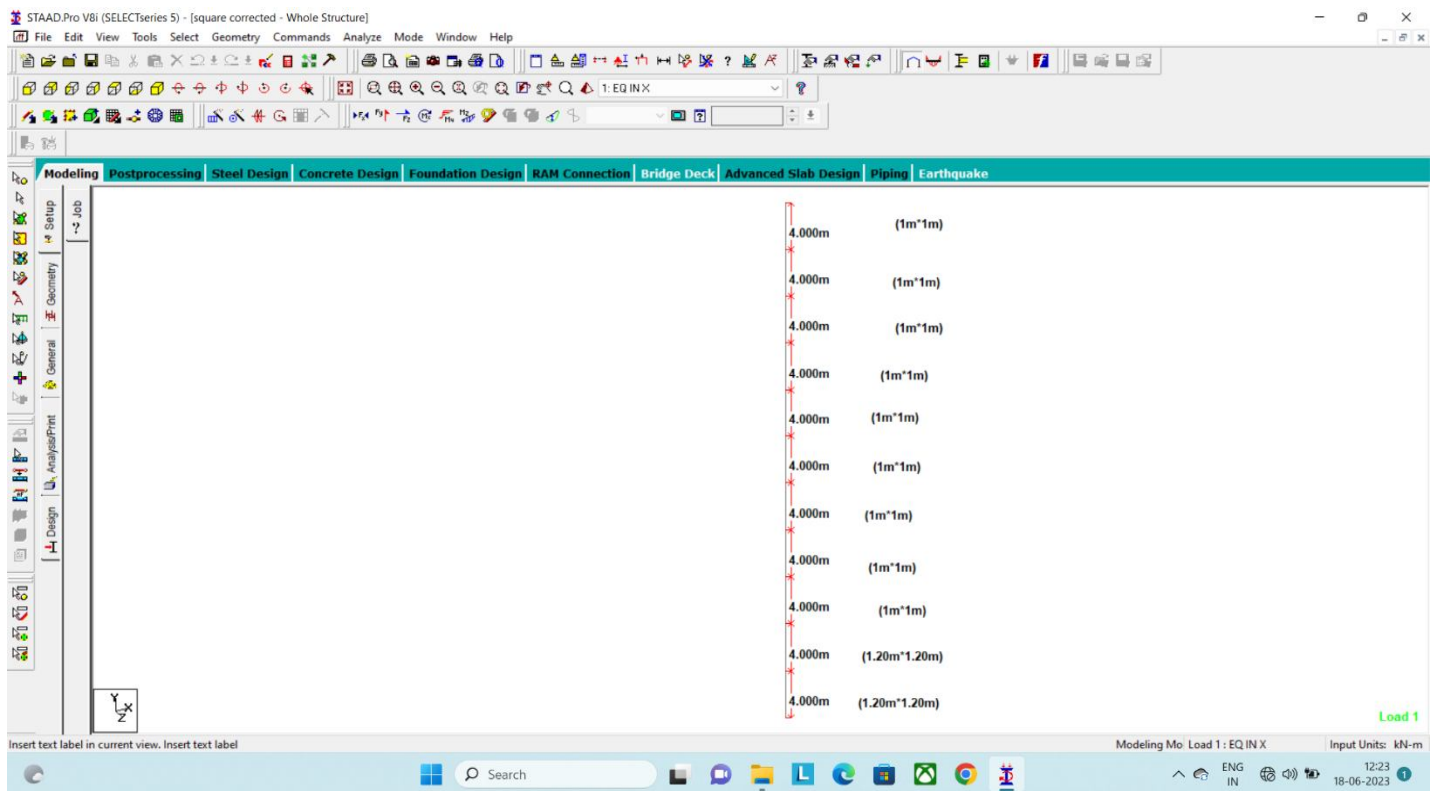 STAAD.Pro V8i (SELECTseries 5) - [square corrected - Whole Structure]
File Edit View Tools Select Geometry Commands Analyze Mode Window Help
1: EQ IN X
Modeling Postprocessing Steel Design Concrete Design Foundation Design RAM Connection Bridge Deck Advanced Slab Design Piping Earthquake
Setup
Geometry
General
Analysis/Print
Design
Job
4.000m (1m*1m)
4.000m (1m*1m)
4.000m (1m*1m)
4.000m (1m*1m)
4.000m (1m*1m)
4.000m (1m*1m)
4.000m (1m*1m)
4.000m (1m*1m)
4.000m (1m*1m)
4.000m (1.20m*1.20m)
4.000m (1.20m*1.20m)
Y
X
Z
Load 1
Insert text label in current view. Insert text label Modeling Mo Load 1 : EQ IN X Input Units: kN-m
Search
ENG
IN
12:23
18-06-2023
1